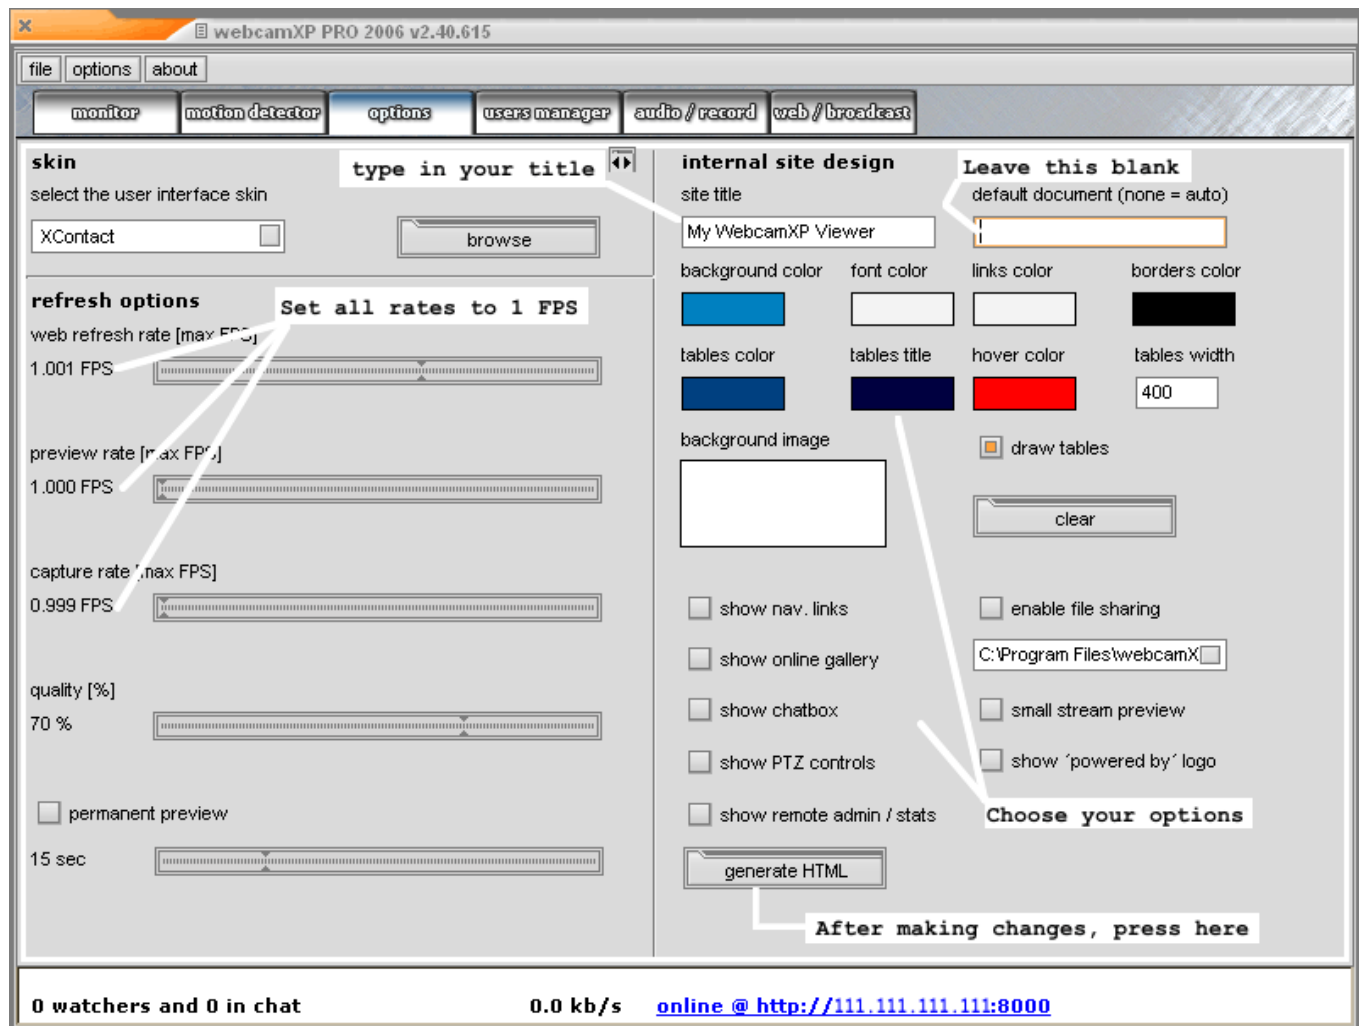 webcamXP PRO 2006 v2.40.615
file options about
monitor motion detector options users manager audio / record web / broadcast
skin
type in your title
select the user interface skin
XContact
browse
refresh options
Set all rates to 1 FPS
web refresh rate [max FPS]
1.001 FPS
preview rate [max FPS]
1.000 FPS
capture rate [max FPS]
0.999 FPS
quality [%]
70 %
permanent preview
15 sec
internal site design
Leave this blank
site title
default document (none = auto)
My WebcamXP Viewer
background color font color links color borders color
tables color tables title hover color tables width
400
background image
draw tables
clear
show nav. links
enable file sharing
show online gallery
C:\Program Files\webcamX
show chatbox
small stream preview
show PTZ controls
show ´powered by´ logo
show remote admin / stats
Choose your options
generate HTML
After making changes, press here
0 watchers and 0 in chat 0.0 kb/s online @ http://111.111.111.111:8000